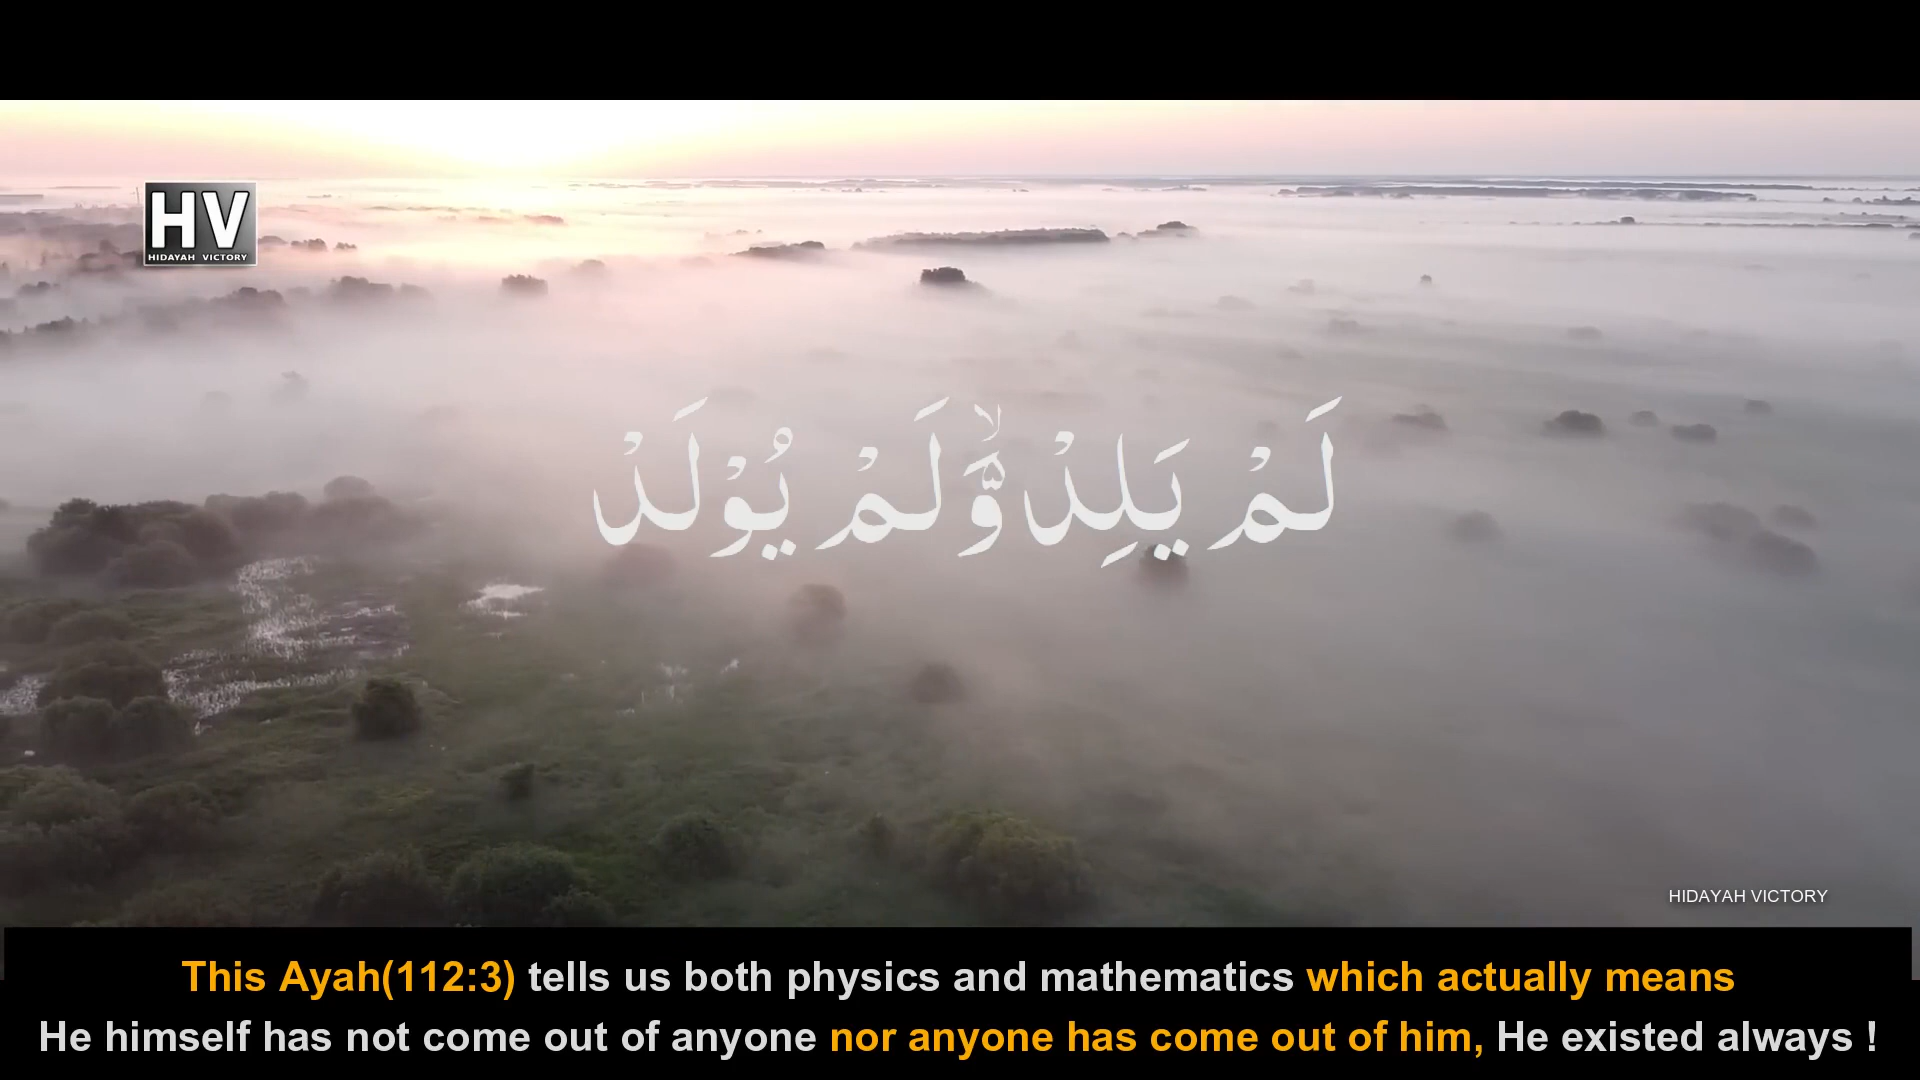 HV
HIDAYAH VICTORY
لَمْ يَلِدْ ۙ وَّلَمْ يُوْلَدْ
HIDAYAH VICTORY
This Ayah(112:3) tells us both physics and mathematics which actually means
He himself has not come out of anyone nor anyone has come out of him, He existed always !